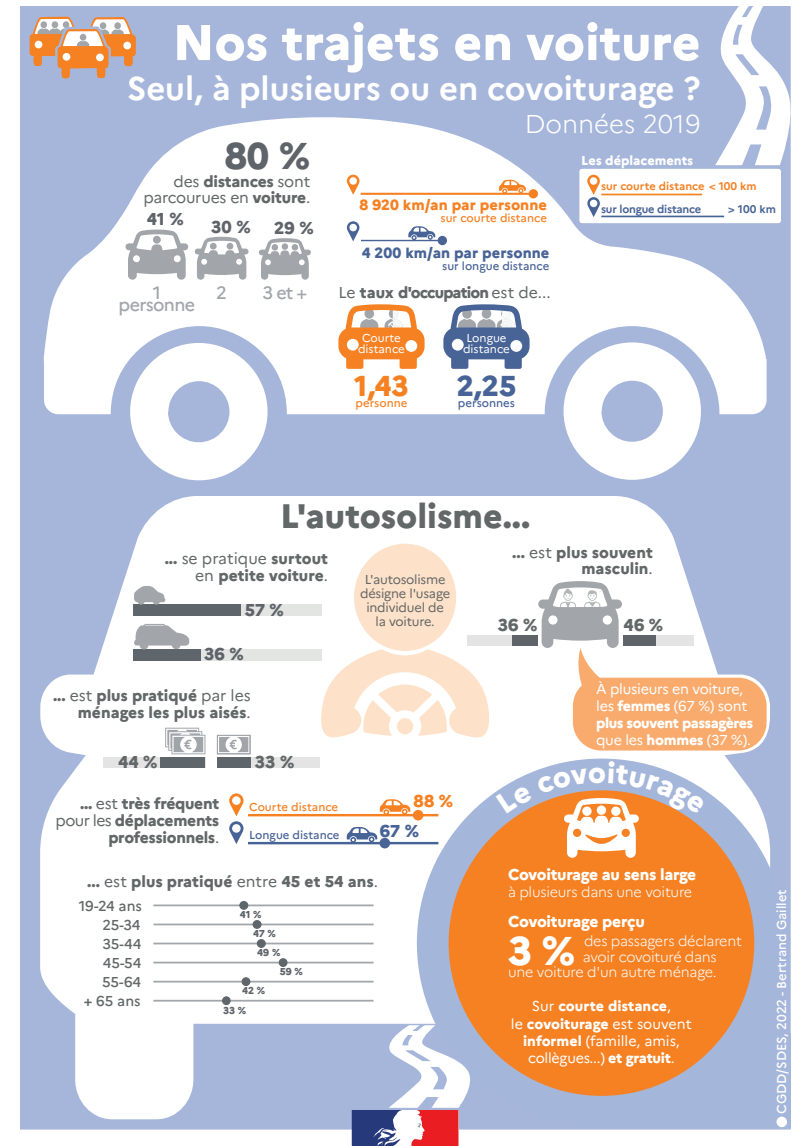 Nos trajets en voiture
Seul, à plusieurs ou en covoiturage ?
Données 2019
Les déplacements
sur courte distance < 100 km
sur longue distance > 100 km
80 %
des distances sont
parcourues en voiture.
41 %
30 %
29 %
1
personne
2
3 et +
8 920 km/an par personne
sur courte distance
4 200 km/an par personne
sur longue distance
Le taux d'occupation est de...
Courte
distance
Longue
distance
1,43
personne
2,25
personnes
L'autosolisme...
... se pratique surtout
en petite voiture.
57 %
36 %
L'autosolisme
désigne l'usage
individuel de
la voiture.
... est plus souvent
masculin.
36 %
46 %
À plusieurs en voiture,
les femmes (67 %) sont
plus souvent passagères
que les hommes (37 %).
... est plus pratiqué par les
ménages les plus aisés.
€
€
44 %
33 %
... est très fréquent
pour les déplacements
professionnels.
Courte distance
88 %
Longue distance
67 %
... est plus pratiqué entre 45 et 54 ans.
19-24 ans
41 %
25-34
47 %
35-44
49 %
45-54
59 %
55-64
42 %
+ 65 ans
33 %
Le covoiturage
Covoiturage au sens large
à plusieurs dans une voiture
Covoiturage perçu
3 % des passagers déclarent
avoir covoituré dans
une voiture d'un autre ménage.
Sur courte distance,
le covoiturage est souvent
informel (famille, amis,
collègues...) et gratuit.
CGDD/SDES, 2022 - Bertrand Gaillet